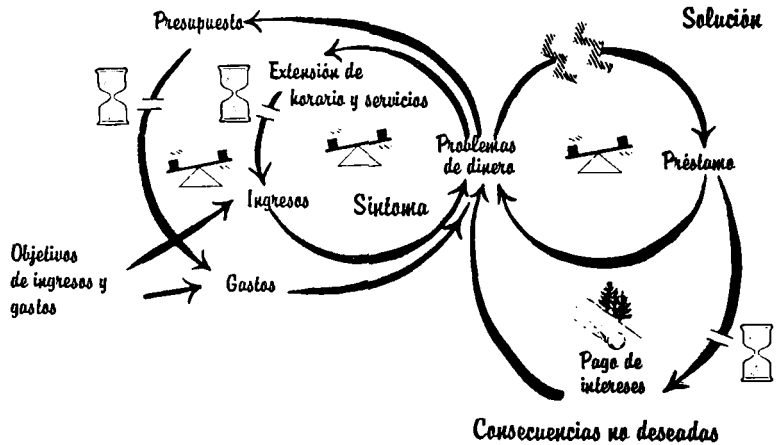 Solución
Presupuesto
Extensión de
horario y servicios
Problemas
de dinero
Préstamo
Ingresos
Síntoma
Objetivos
de ingresos y
gastos
Gastos
Pago de
intereses
Consecuencias no deseadas